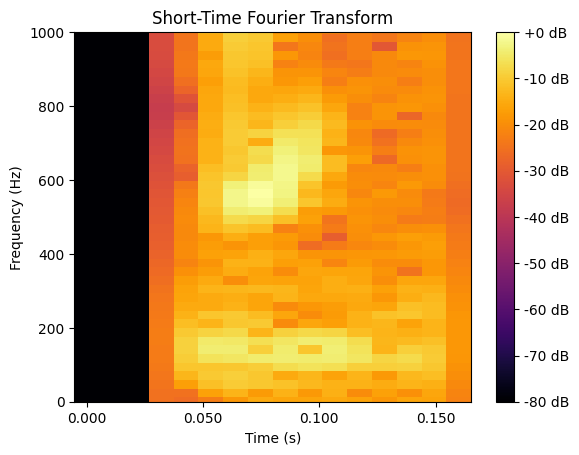 Short-Time Fourier Transform
1000
800
600
400
200
0
Frequency (Hz)
0.000
0.050
0.100
0.150
Time (s)
+0 dB
-10 dB
-20 dB
-30 dB
-40 dB
-50 dB
-60 dB
-70 dB
-80 dB